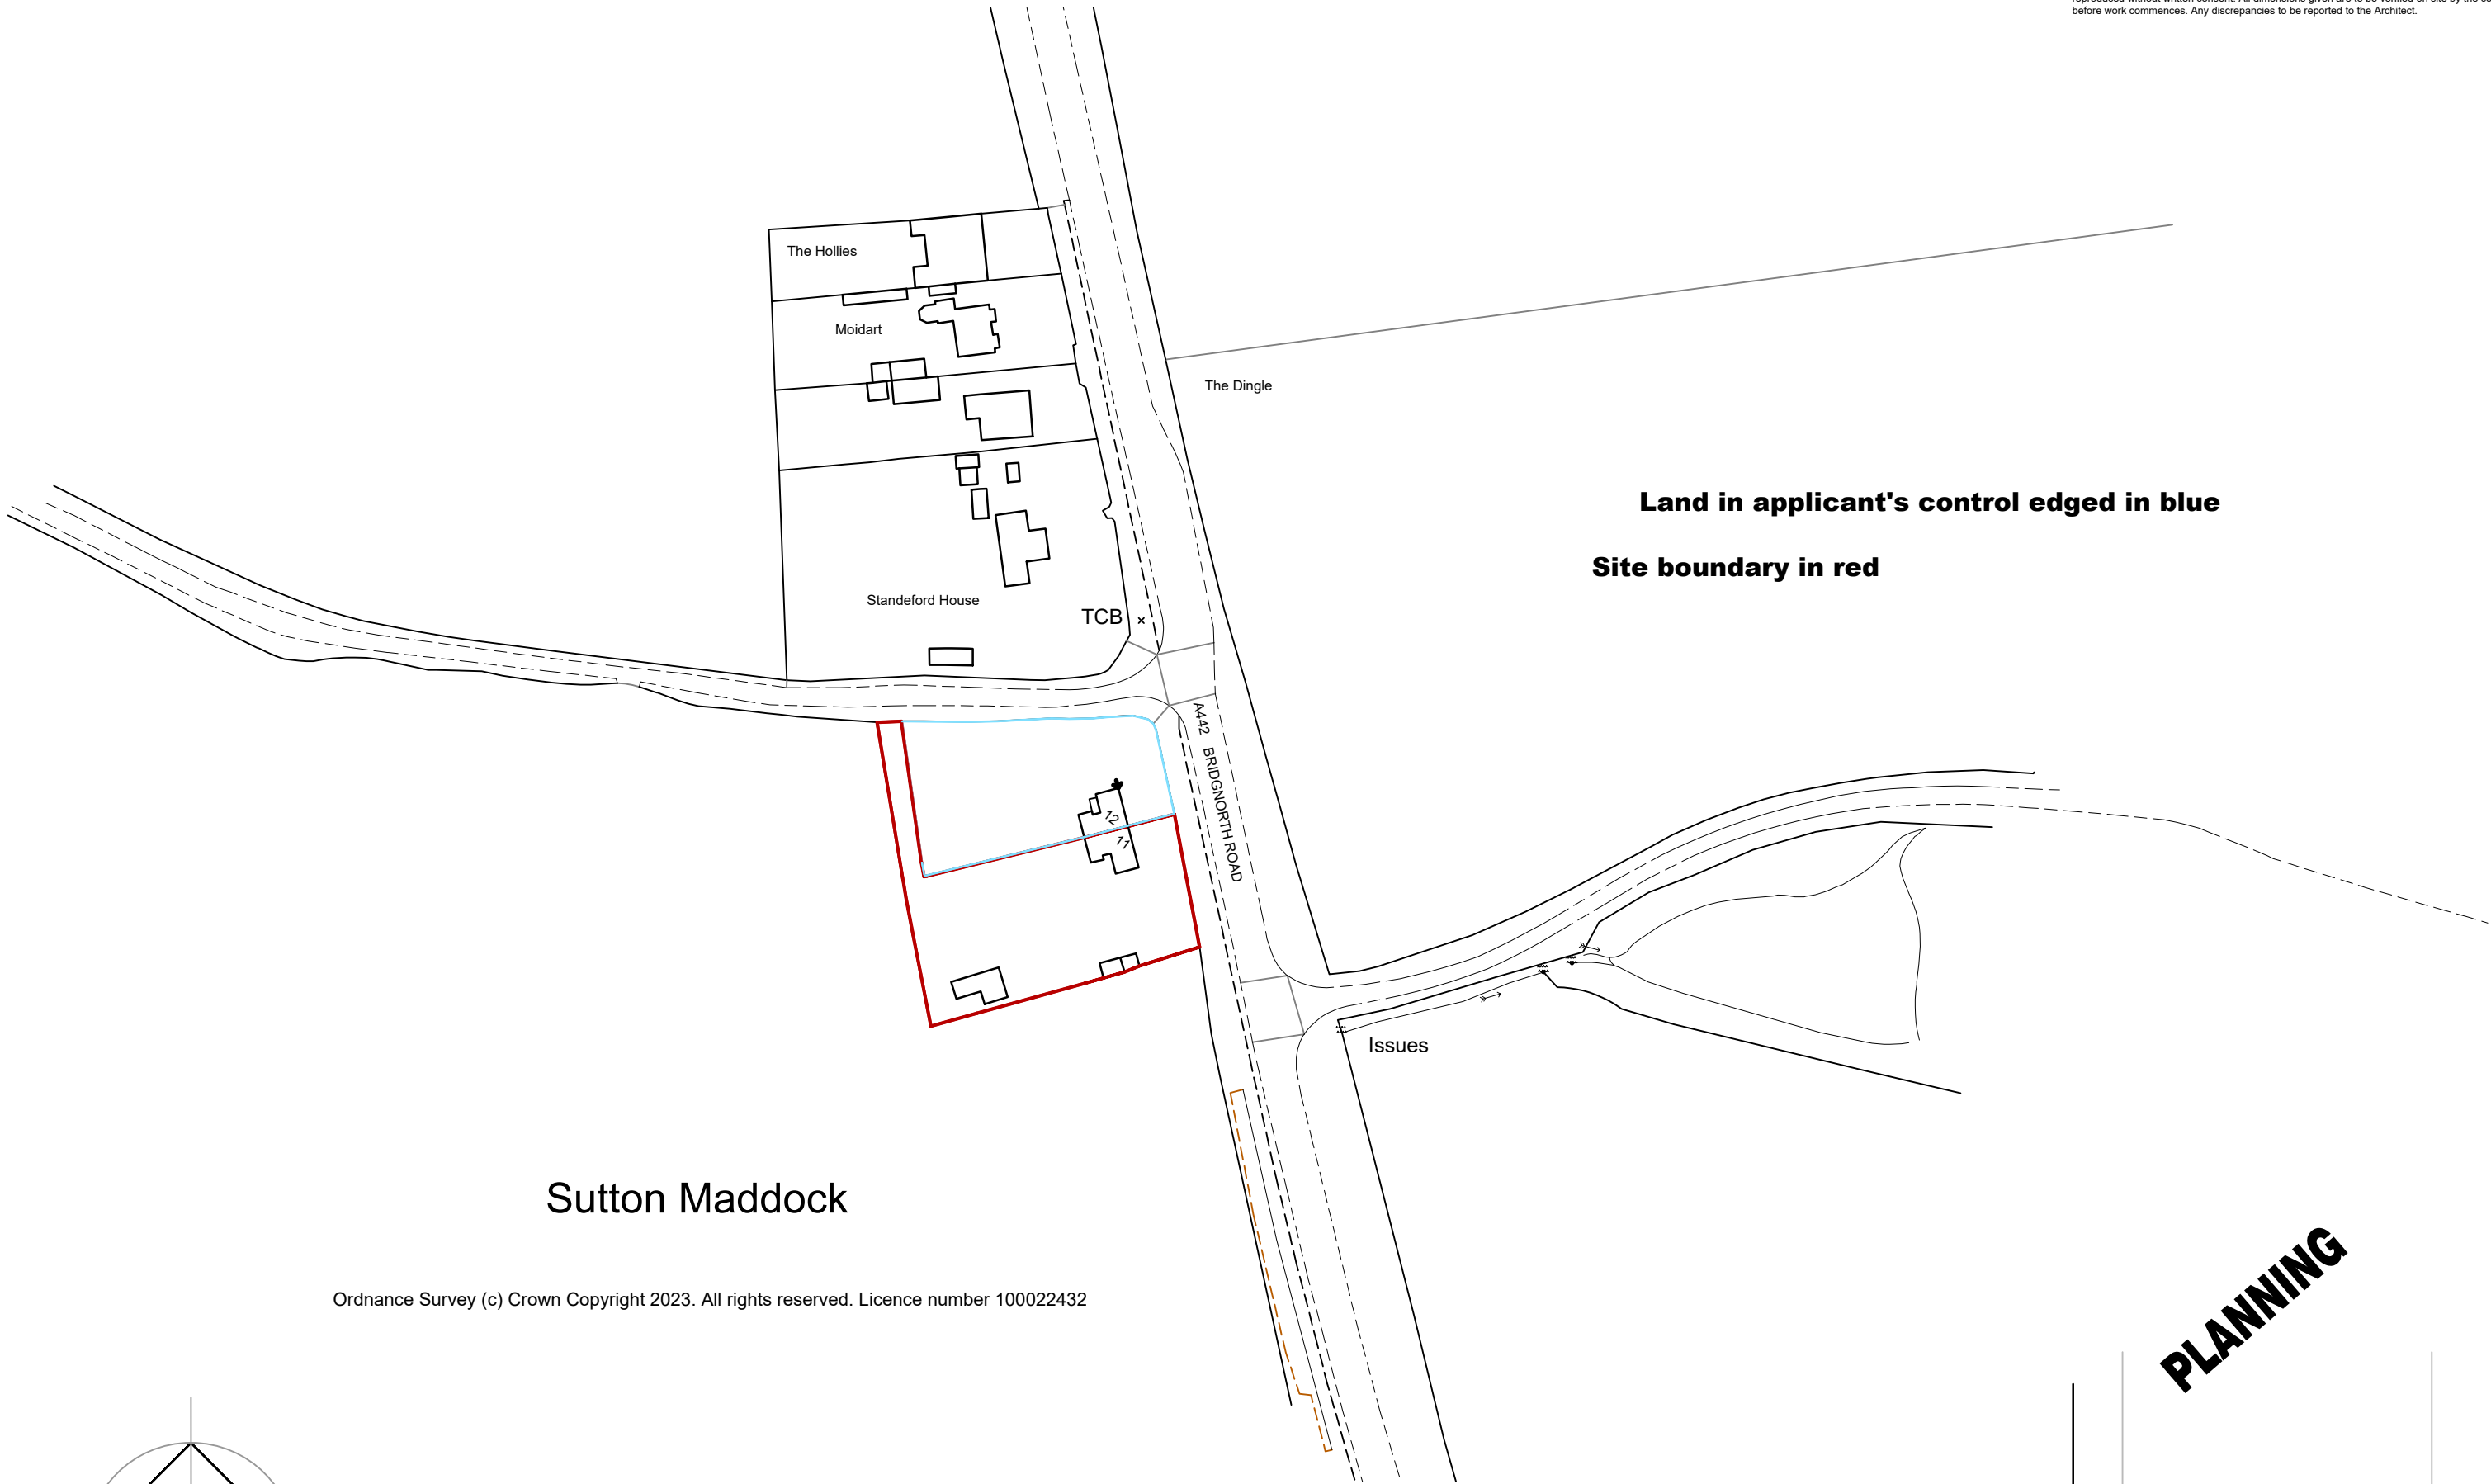 before work commences. Any discrepancies to be reported to the Architect.
The Hollies
Moidart
The Dingle
Land in applicant's control edged in blue
Site boundary in red
Standeford House
TCB
A442 BRIDGNORTH ROAD
12
11
Issues
Sutton Maddock
Ordnance Survey (c) Crown Copyright 2023. All rights reserved. Licence number 100022432
PLANNING